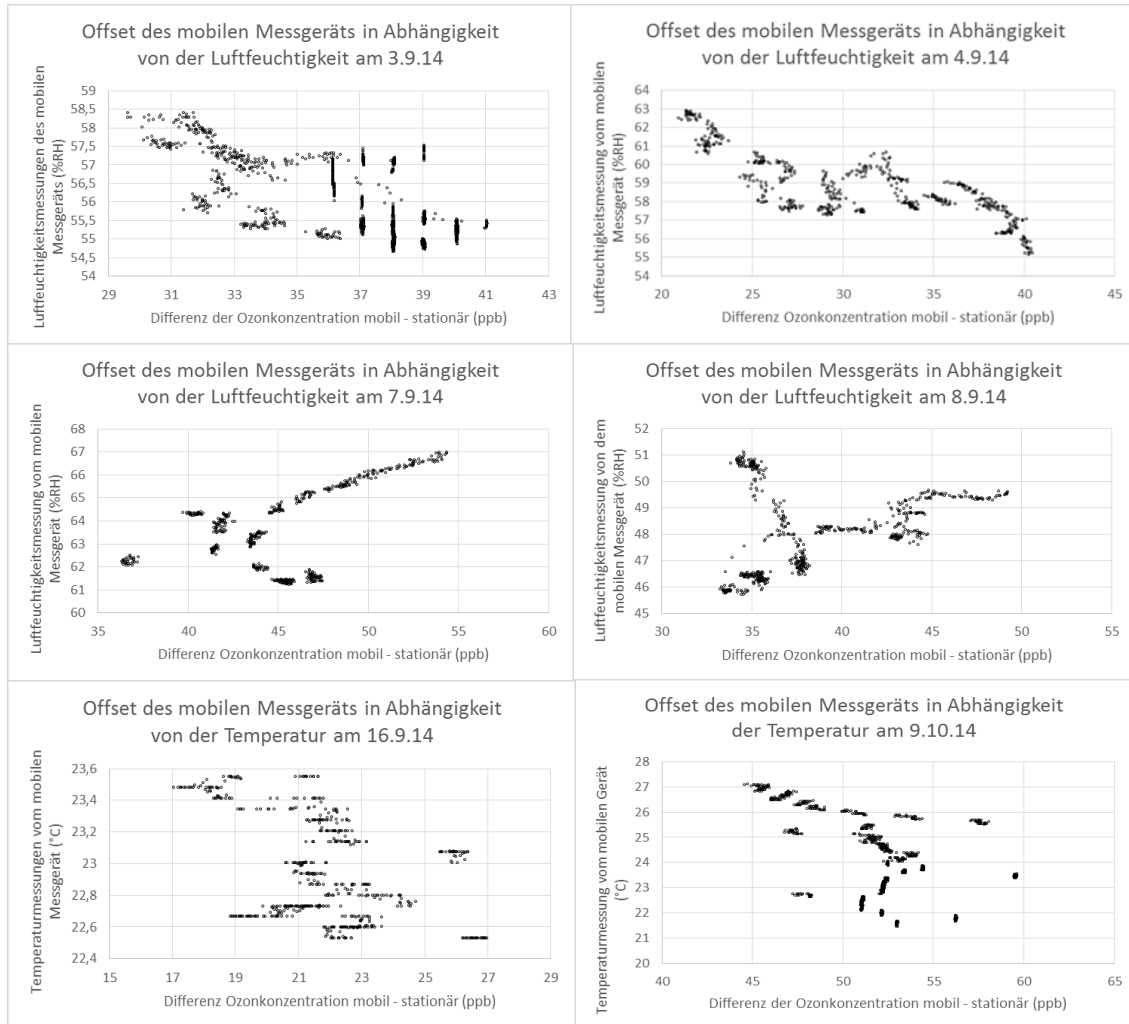 Offset des mobilen Messgeräts in Abhängigkeit
von der Luftfeuchtigkeit am 3.9.14
Luftfeuchtigkeitsmessungen des mobilen
Messgeräts (%RH)
59
58,5
58
57,5
57
56,5
56
55,5
55
54,5
54
29 31 33 35 37 39 41 43
Differenz der Ozonkonzentration mobil - stationär (ppb)
Offset des mobilen Messgeräts in Abhängigkeit
von der Luftfeuchtigkeit am 4.9.14
Luftfeuchtigkeitsmessung vom mobilen
Messgerät (%RH)
64
63
62
61
60
59
58
57
56
55
54
20 25 30 35 40 45
Differenz Ozonkonzentration mobil - stationär (ppb)
Offset des mobilen Messgeräts in Abhängigkeit
von der Luftfeuchtigkeit am 7.9.14
Luftfeuchtigkeitsmessung vom mobilen
Messgerät (%RH)
68
67
66
65
64
63
62
61
60
35 40 45 50 55 60
Differenz Ozonkonzentration mobil - stationär (ppb)
Offset des mobilen Messgeräts in Abhängigkeit
von der Luftfeuchtigkeit am 8.9.14
Luftfeuchtigkeitsmessung von dem
mobilen Messgerät (%RH)
52
51
50
49
48
47
46
45
30 35 40 45 50 55
Differenz Ozonkonzentration mobil - stationär (ppb)
Offset des mobilen Messgeräts in Abhängigkeit
von der Temperatur am 16.9.14
Temperaturmessungen vom mobilen
Messgerät (°C)
23,6
23,4
23,2
23
22,8
22,6
22,4
15 17 19 21 23 25 27 29
Differenz Ozonkonzentration mobil - stationär (ppb)
Offset des mobilen Messgeräts in Abhängigkeit
der Temperatur am 9.10.14
Temperaturmessung vom mobilen Gerät
(°C)
28
27
26
25
24
23
22
21
20
45 50 55 60 65
Differenz der Ozonkonzentration mobil - stationär (ppb)